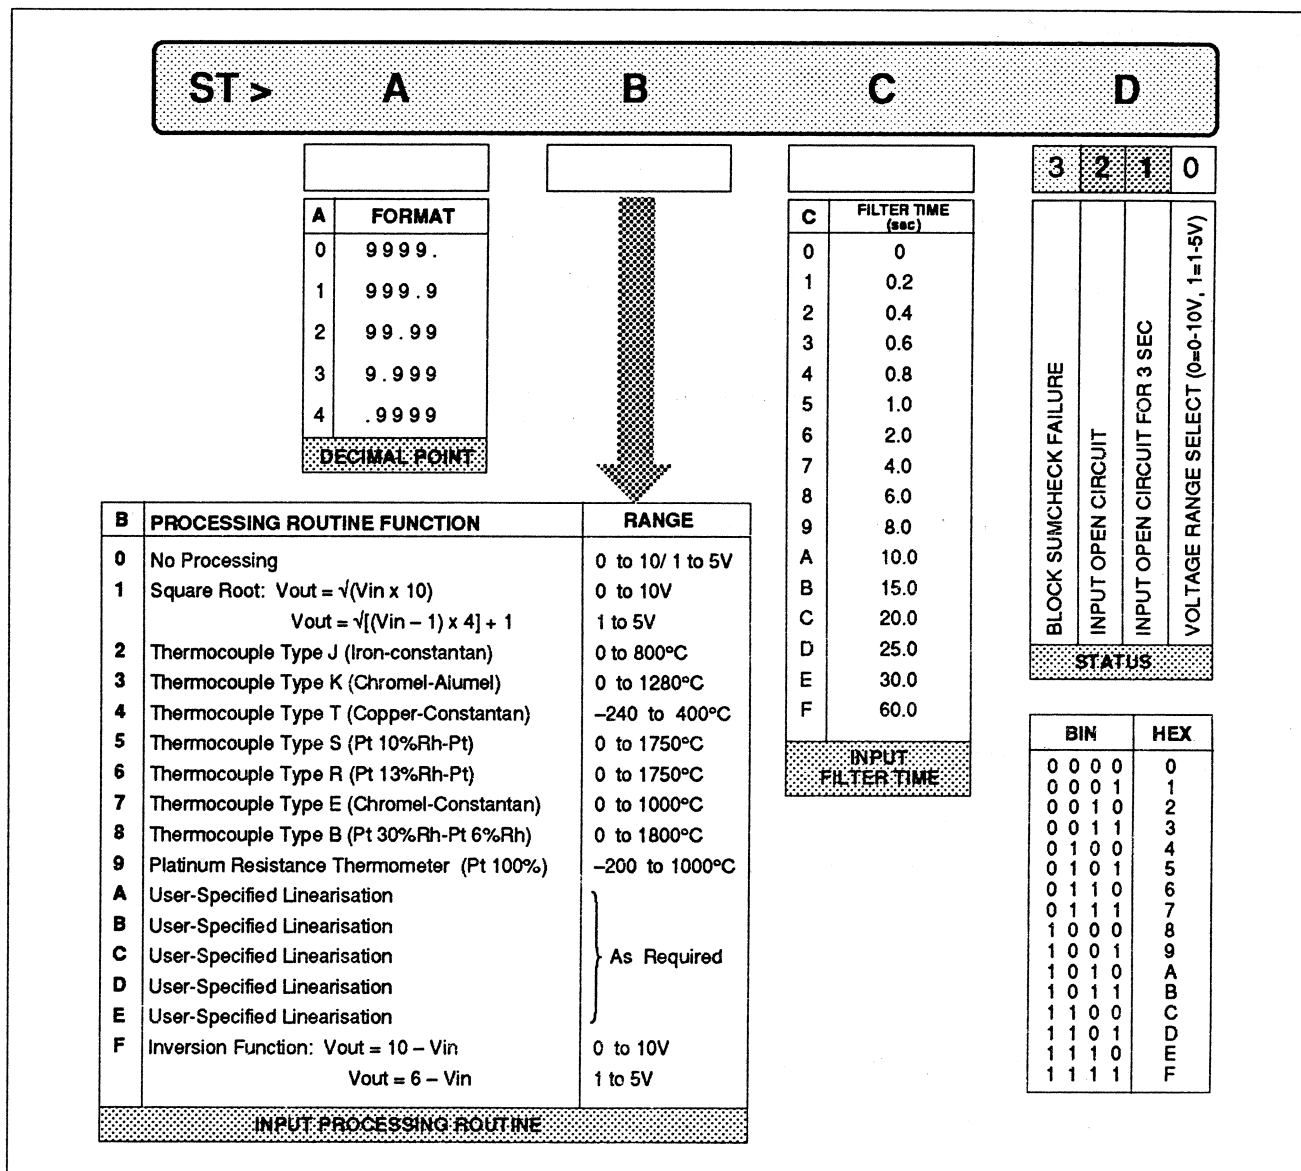 ST > A B C D
3 2 1 0
A FORMAT
0 9999.
1 999.9
2 99.99
3 9.999
4 .9999
DECIMAL POINT
C FILTER TIME (sec)
0 0
1 0.2
2 0.4
3 0.6
4 0.8
5 1.0
6 2.0
7 4.0
8 6.0
9 8.0
A 10.0
B 15.0
C 20.0
D 25.0
E 30.0
F 60.0
INPUT
FILTER TIME
BLOCK SUMCHECK FAILURE
INPUT OPEN CIRCUIT
INPUT OPEN CIRCUIT FOR 3 SEC
VOLTAGE RANGE SELECT (0=0-10V, 1=1-5V)
STATUS
B PROCESSING ROUTINE FUNCTION RANGE
0 No Processing 0 to 10/ 1 to 5V
1 Square Root: Vout = √(Vin x 10) 0 to 10V
Vout = √[(Vin – 1) x 4] + 1 1 to 5V
2 Thermocouple Type J (Iron-constantan) 0 to 800°C
3 Thermocouple Type K (Chromel-Alumel) 0 to 1280°C
4 Thermocouple Type T (Copper-Constantan) –240 to 400°C
5 Thermocouple Type S (Pt 10%Rh-Pt) 0 to 1750°C
6 Thermocouple Type R (Pt 13%Rh-Pt) 0 to 1750°C
7 Thermocouple Type E (Chromel-Constantan) 0 to 1000°C
8 Thermocouple Type B (Pt 30%Rh-Pt 6%Rh) 0 to 1800°C
9 Platinum Resistance Thermometer (Pt 100%) –200 to 1000°C
A User-Specified Linearisation
B User-Specified Linearisation
C User-Specified Linearisation As Required
D User-Specified Linearisation
E User-Specified Linearisation
F Inversion Function: Vout = 10 – Vin 0 to 10V
Vout = 6 – Vin 1 to 5V
INPUT PROCESSING ROUTINE
BIN HEX
0 0 0 0 0
0 0 0 1 1
0 0 1 0 2
0 0 1 1 3
0 1 0 0 4
0 1 0 1 5
0 1 1 0 6
0 1 1 1 7
1 0 0 0 8
1 0 0 1 9
1 0 1 0 A
1 0 1 1 B
1 1 0 0 C
1 1 0 1 D
1 1 1 0 E
1 1 1 1 F